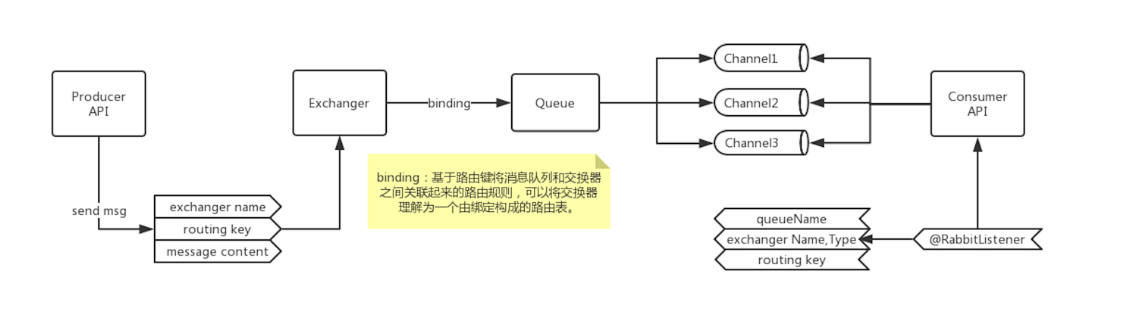 Producer
API
send msg
exchanger name
routing key
message content
Exchanger
binding
Queue
binding：基于路由键将消息队列和交换器
之间关联起来的路由规则，可以将交换器
理解为一个由绑定构成的路由表。
Channel1
Channel2
Channel3
Consumer
API
queueName
exchanger Name,Type
routing key
@RabbitListener